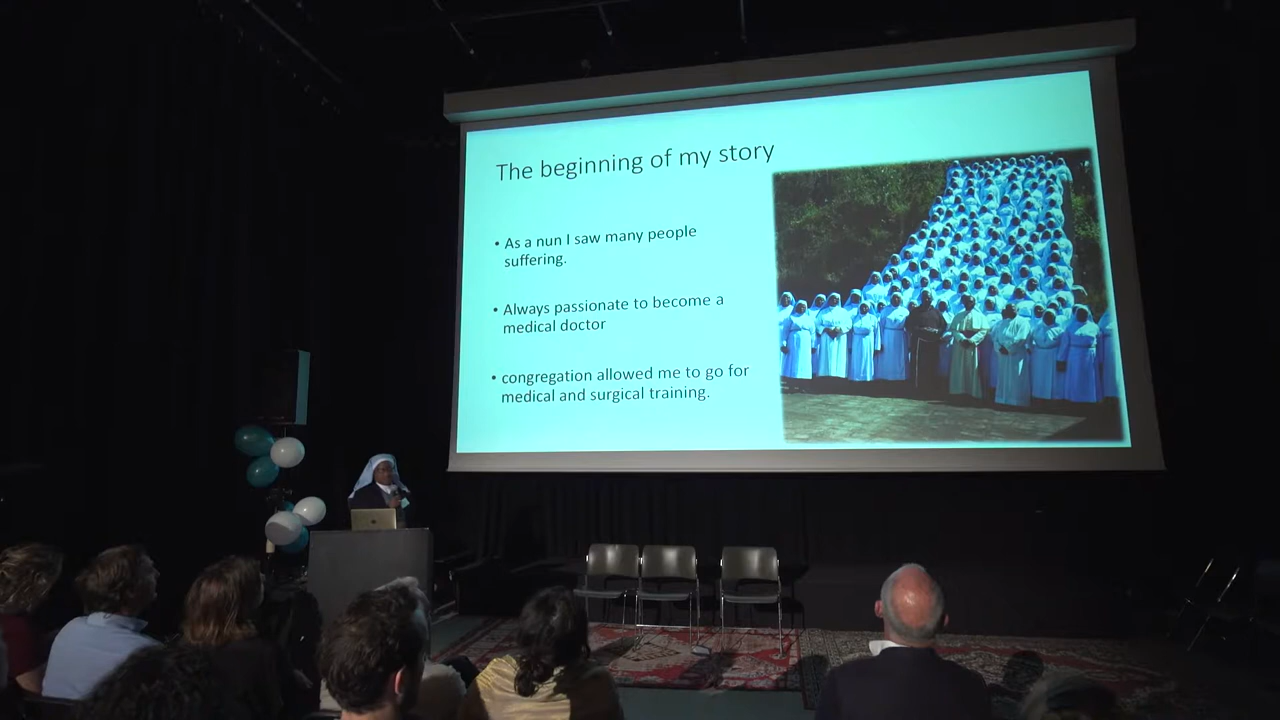 The beginning of my story
• As a nun I saw many people
suffering.
• Always passionate to become a
medical doctor
• congregation allowed me to go for
medical and surgical training.